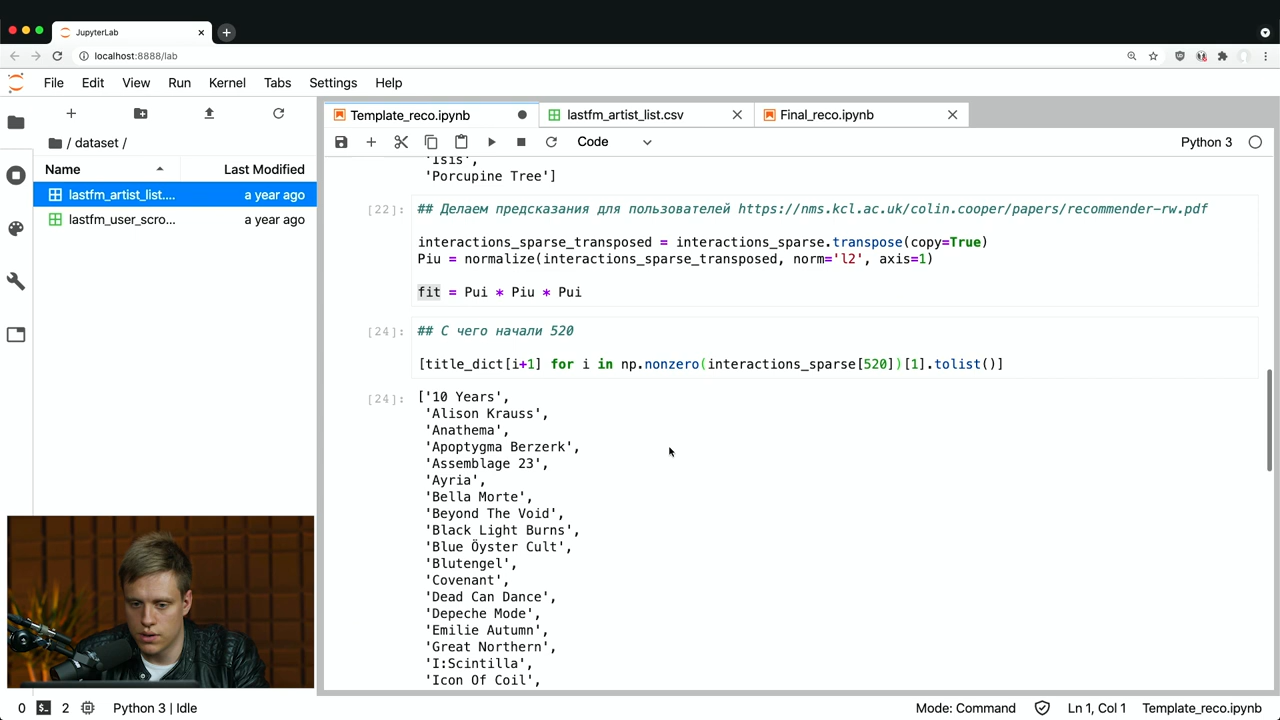 JupyterLab
localhost:8888/lab
File Edit View Run Kernel Tabs Settings Help
/ dataset /
Name Last Modified
lastfm_artist_list.... a year ago
lastfm_user_scro... a year ago
Template_reco.ipynb lastfm_artist_list.csv Final_reco.ipynb
Code Python 3
'Isis',
'Porcupine Tree']
[22]: ## Делаем предсказания для пользователей https://nms.kcl.ac.uk/colin.cooper/papers/recommender-rw.pdf
interactions_sparse_transposed = interactions_sparse.transpose(copy=True)
Piu = normalize(interactions_sparse_transposed, norm='l2', axis=1)
fit = Pui * Piu * Pui
[24]: ## С чего начали 520
[title_dict[i+1] for i in np.nonzero(interactions_sparse[520])[1].tolist()]
[24]: ['10 Years',
'Alison Krauss',
'Anathema',
'Apoptygma Berzerk',
'Assemblage 23',
'Ayria',
'Bella Morte',
'Beyond The Void',
'Black Light Burns',
'Blue Öyster Cult',
'Blutengel',
'Covenant',
'Dead Can Dance',
'Depeche Mode',
'Emilie Autumn',
'Great Northern',
'I:Scintilla',
'Icon Of Coil',
0 2 Python 3 | Idle Mode: Command Ln 1, Col 1 Template_reco.ipynb